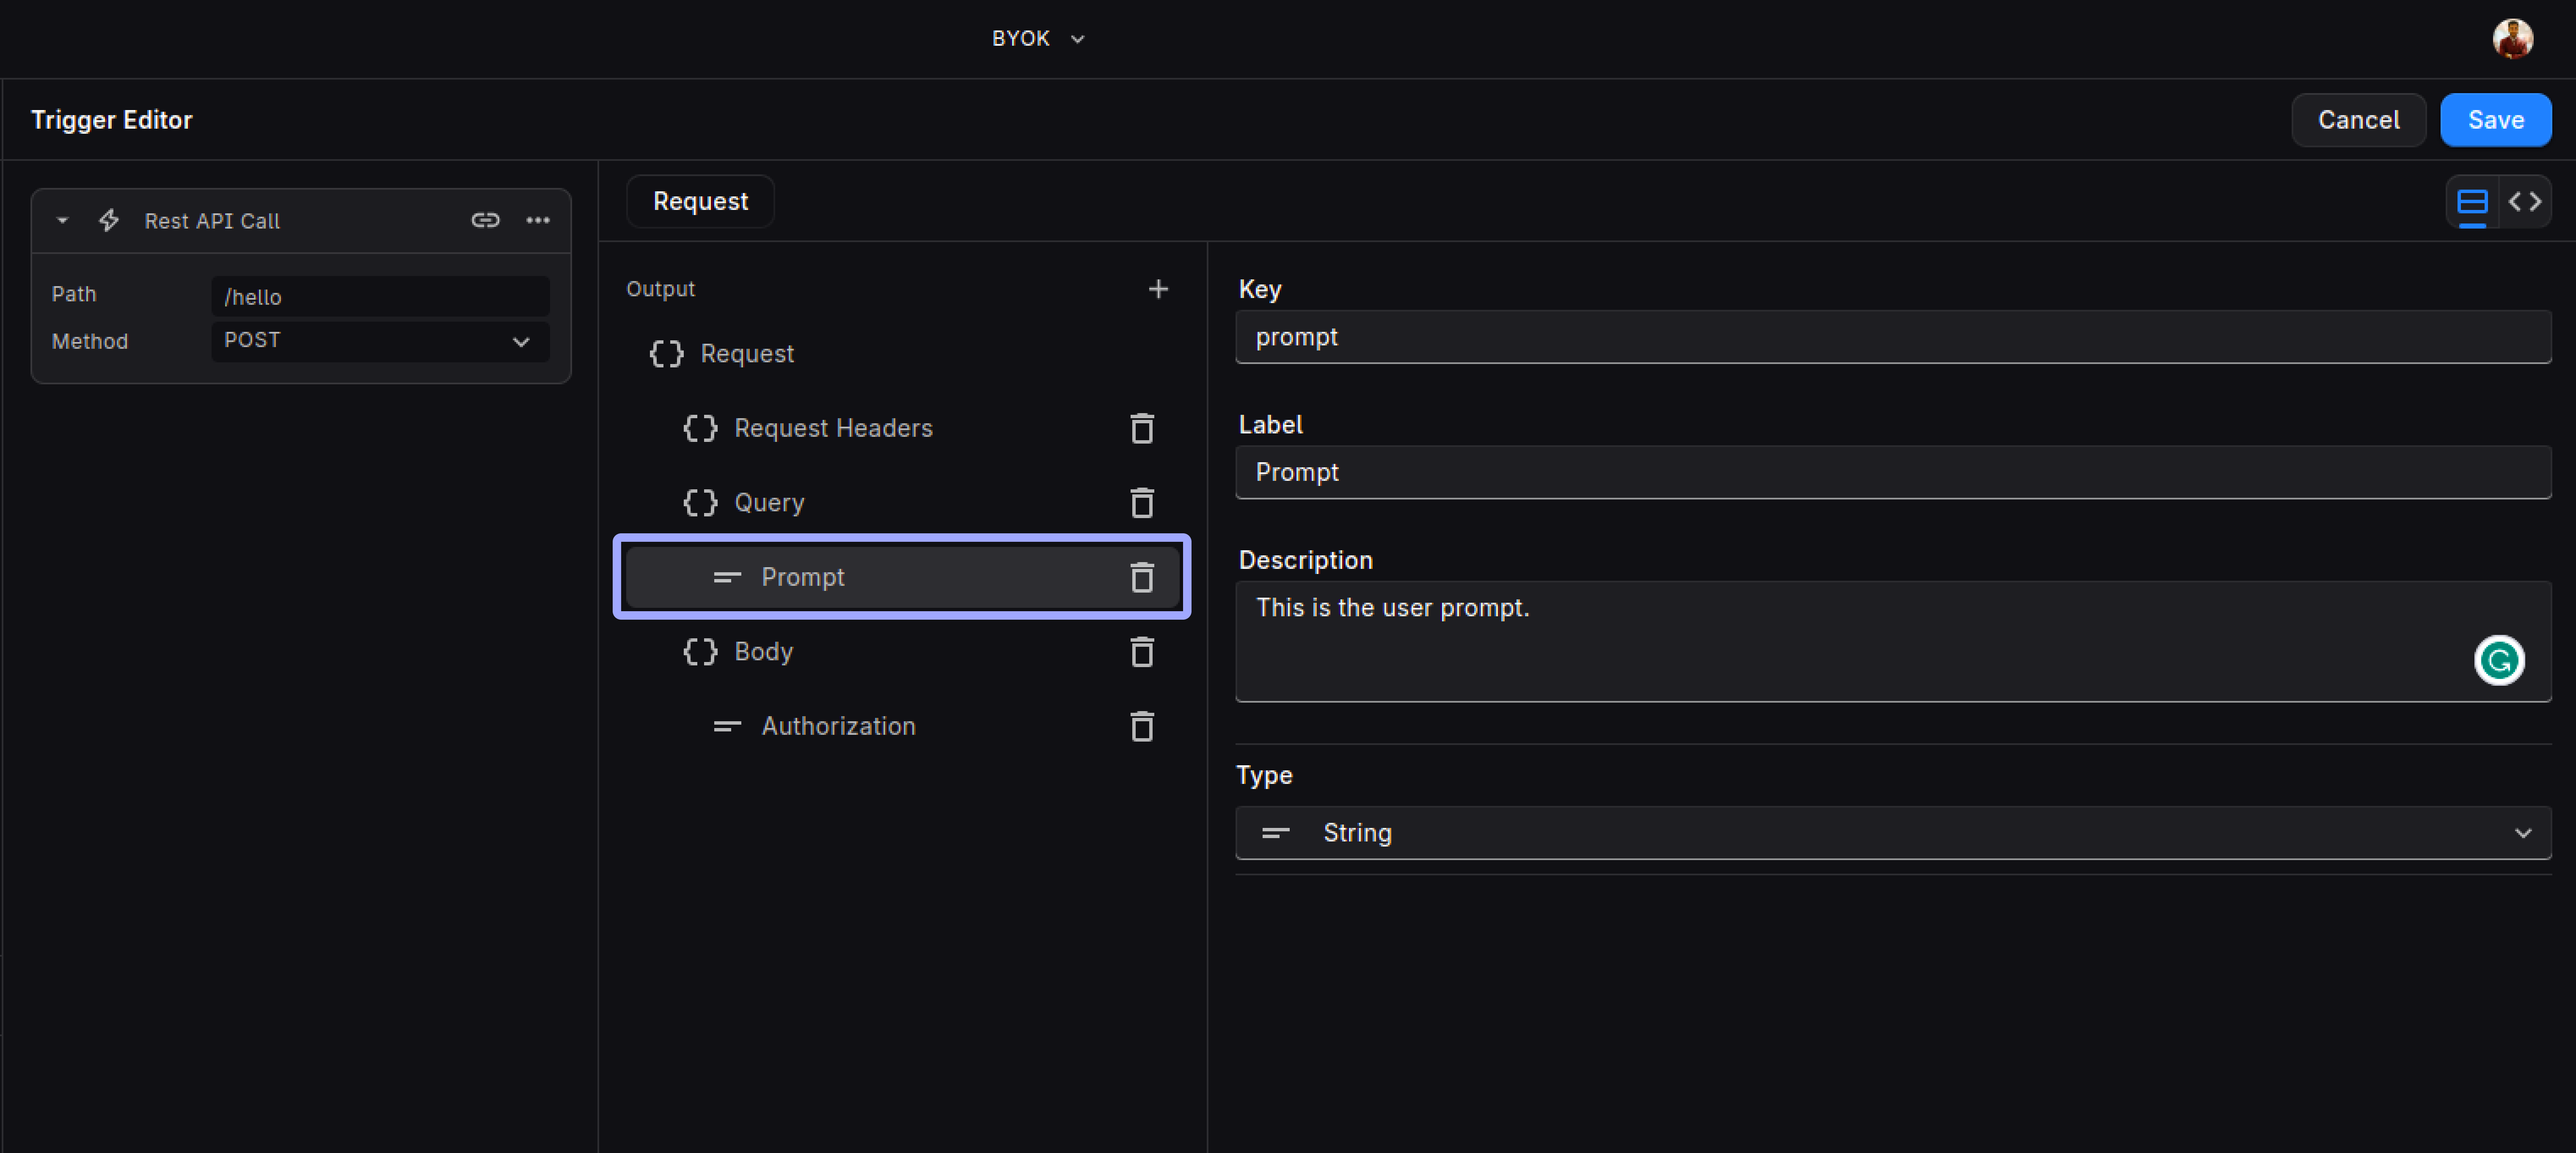 BYOK
Trigger Editor
Cancel
Save
Rest API Call
Path
/hello
Method
POST
Request
Output
Request
Request Headers
Query
Prompt
Body
Authorization
Key
prompt
Label
Prompt
Description
This is the user prompt.
Type
String